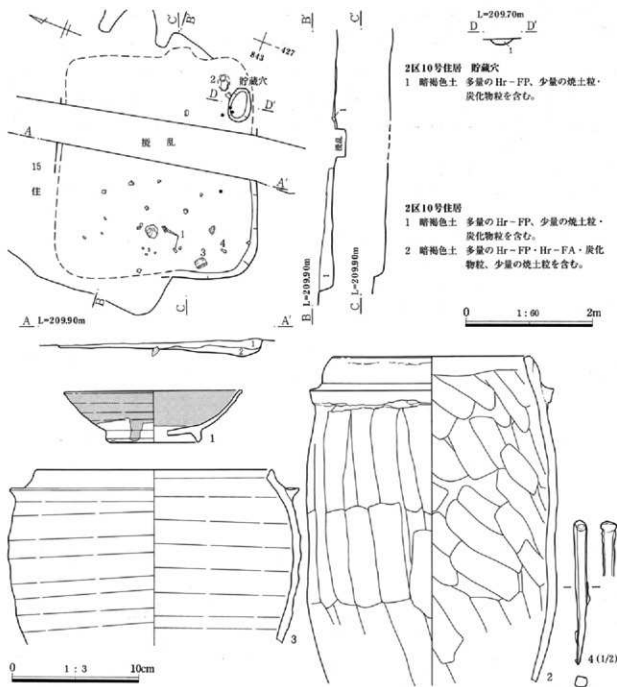 C
B'
843
-427
2
貯蔵穴
D
D'
A
攪乱
15
住
A'
1
3
4
B
C
B'
C'
1
攪乱
1
B L=209.90m
C L=209.90m
L=209.70m
D D'
1
2区10号住居 貯蔵穴
1 暗褐色土 多量のHr-FP、少量の焼土粒・
炭化物粒を含む。
2区10号住居
1 暗褐色土 多量のHr-FP、少量の焼土粒・
炭化物粒を含む。
2 暗褐色土 多量のHr-FP・Hr-FA・炭化
物粒、少量の焼土粒を含む。
0 1:60 2m
A L=209.90m A'
1
2
1
3
2
4(1/2)
0 1:3 10cm